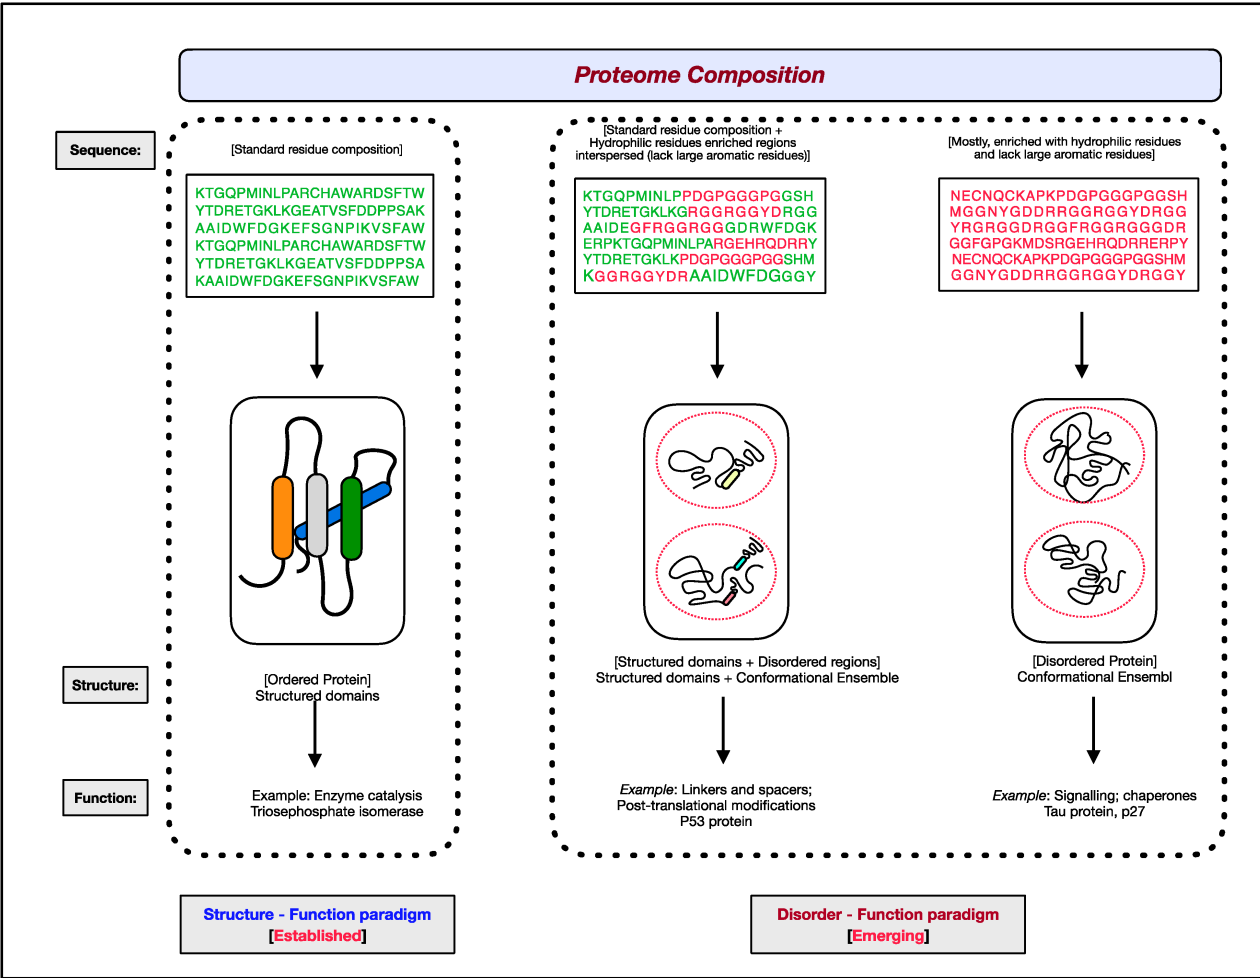 Proteome Composition
Sequence:
[Standard residue composition]
KTGQPMINLPARCHAWARDSFTW
YTDRETGKLKGEATVSFDDPPSAK
AAIDWFDGKEFSGNPIKVSFAW
KTGQPMINLPARCHAWARDSFTW
YTDRETGKLKGEATVSFDDPPSA
KAAIDWFDGKEFSGNPIKVSFAW
[Standard residue composition +
Hydrophilic residues enriched regions
interspersed (lack large aromatic residues)]
KTGQPMINLPPDGPGGGPGGSH
YTDRETGKLKGRGGRGGYDRGG
AAIDEGFRGGRGGGDRWFDGK
ERPKTGQPMINLPARGEHRQDRRY
YTDRETGKLKPDGPGGGPGGSHM
KGGRGGYDRAAIDWFDGGGY
[Mostly, enriched with hydrophilic residues
and lack large aromatic residues]
NECNQCKAPKPDGPGGGPGGSH
MGGNYGDDRRGGRGGYDRGG
YRGRGGDRGGFRGGRGGGDR
GGFGPGKMDSRGEHRQDRRERPY
NECNQCKAPKPDGPGGGPGGSHM
GGNYGDDRRGGRGGYDRGGY
Structure:
[Ordered Protein]
Structured domains
[Structured domains + Disordered regions]
Structured domains + Conformational Ensemble
[Disordered Protein]
Conformational Ensembl
Function:
Example: Enzyme catalysis
Triosephosphate isomerase
Example: Linkers and spacers;
Post-translational modifications
P53 protein
Example: Signalling; chaperones
Tau protein, p27
Structure - Function paradigm
[Established]
Disorder - Function paradigm
[Emerging]